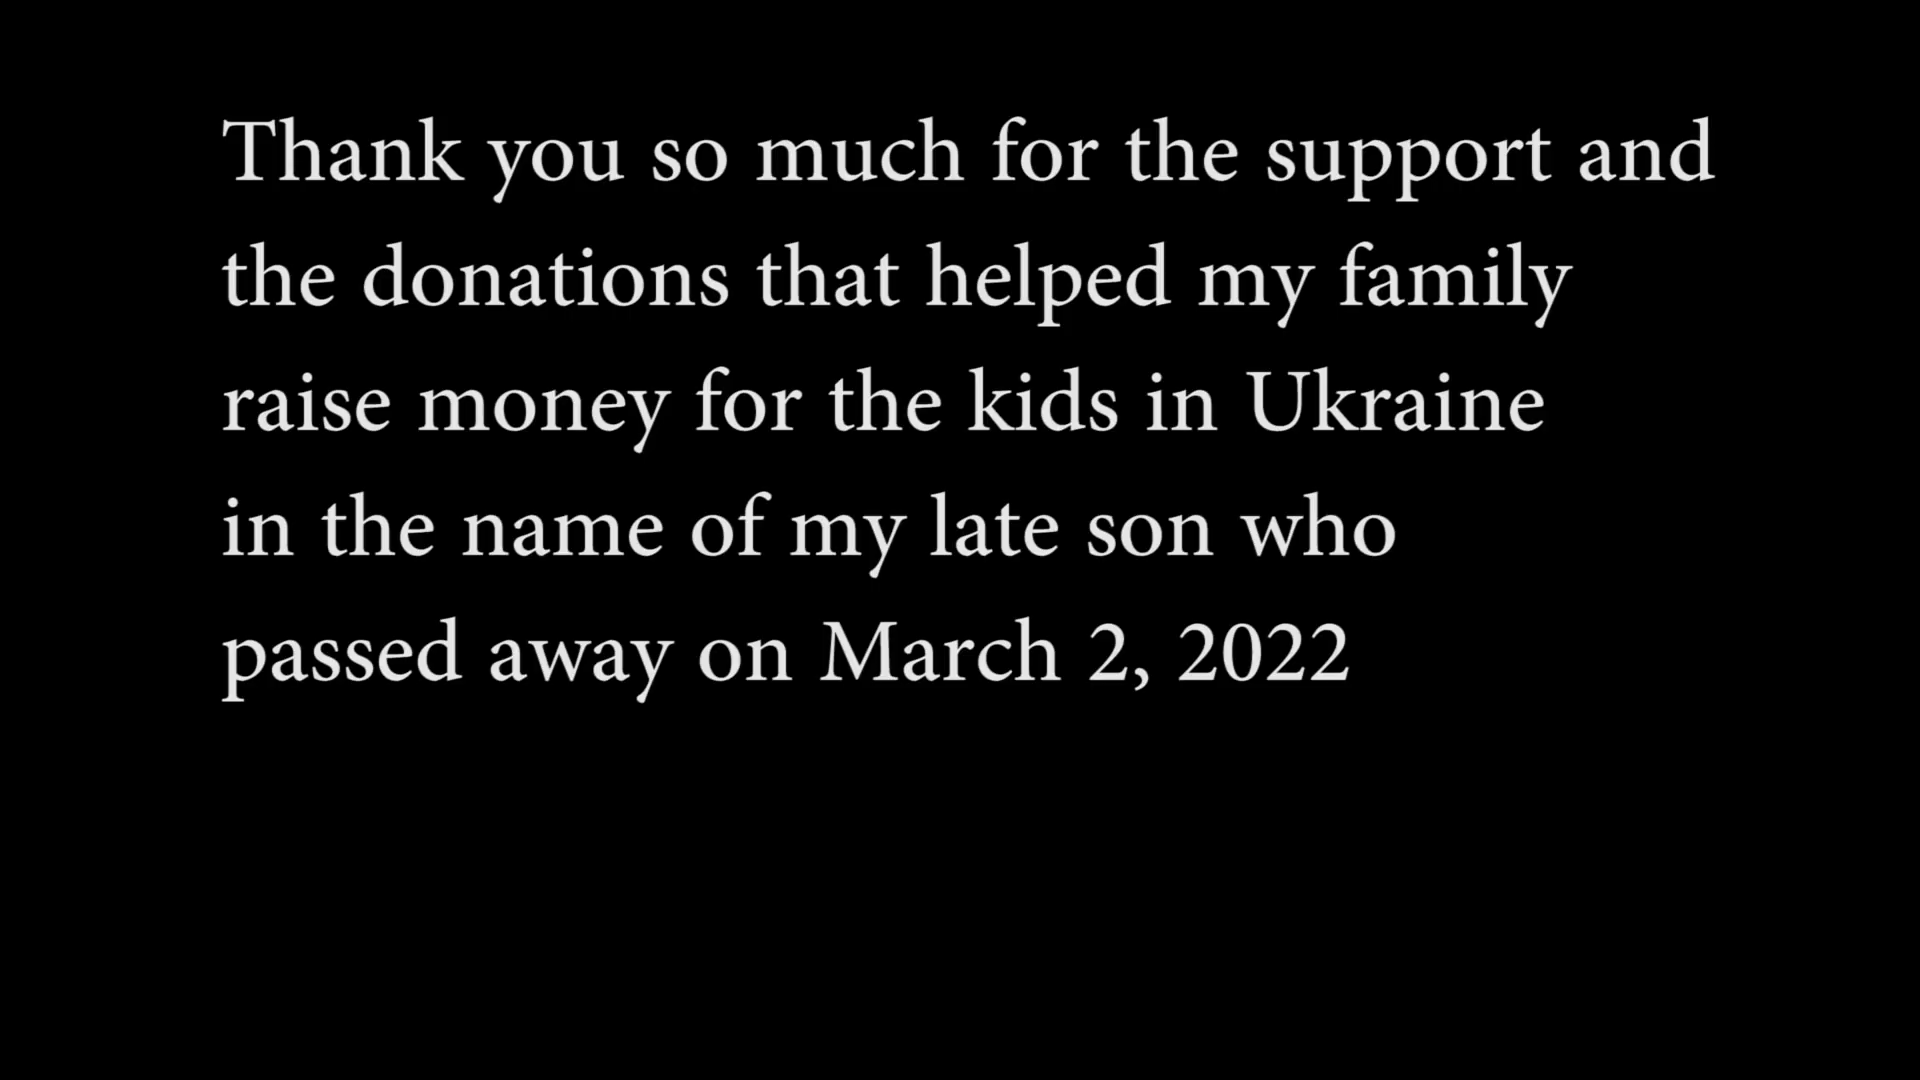 Thank you so much for the support and
the donations that helped my family
raise money for the kids in Ukraine
in the name of my late son who
passed away on March 2, 2022